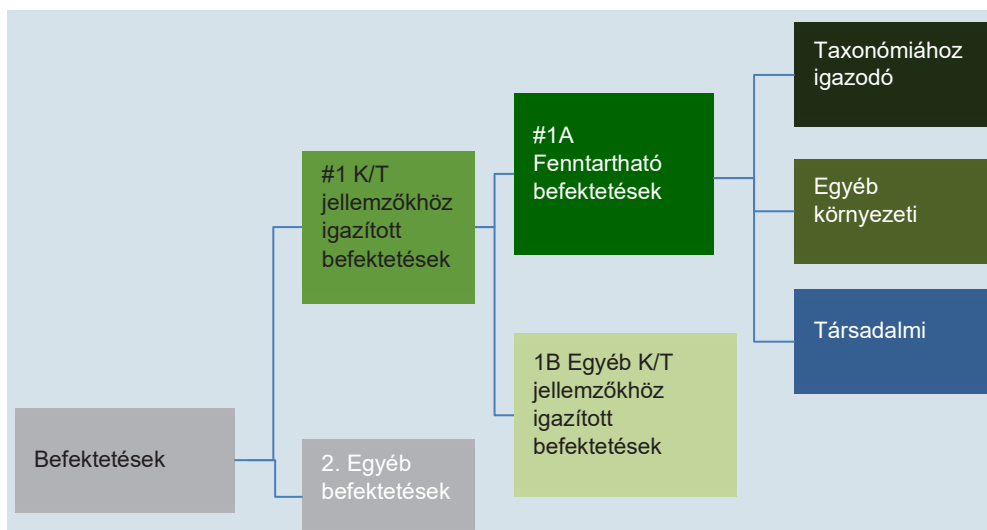 Befektetések
#1 K/T
jellemzőkhöz
igazított
befektetések
2. Egyéb
befektetések
#1A
Fenntartható
befektetések
1B Egyéb K/T
jellemzőkhöz
igazított
befektetések
Taxonómiához
igazodó
Egyéb
környezeti
Társadalmi